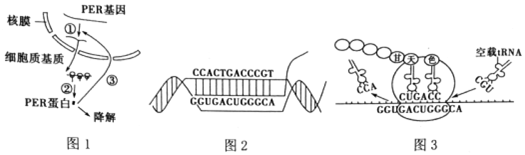 PER基因
核膜
①
细胞质基质
②
③
PER蛋白
降解
图1
CCACTGACCCGT
GGUGACUGGGCA
图2
甘
天
色
空载tRNA
CCA
CUGACC
CGU
GGUGACUGGGCA
图3